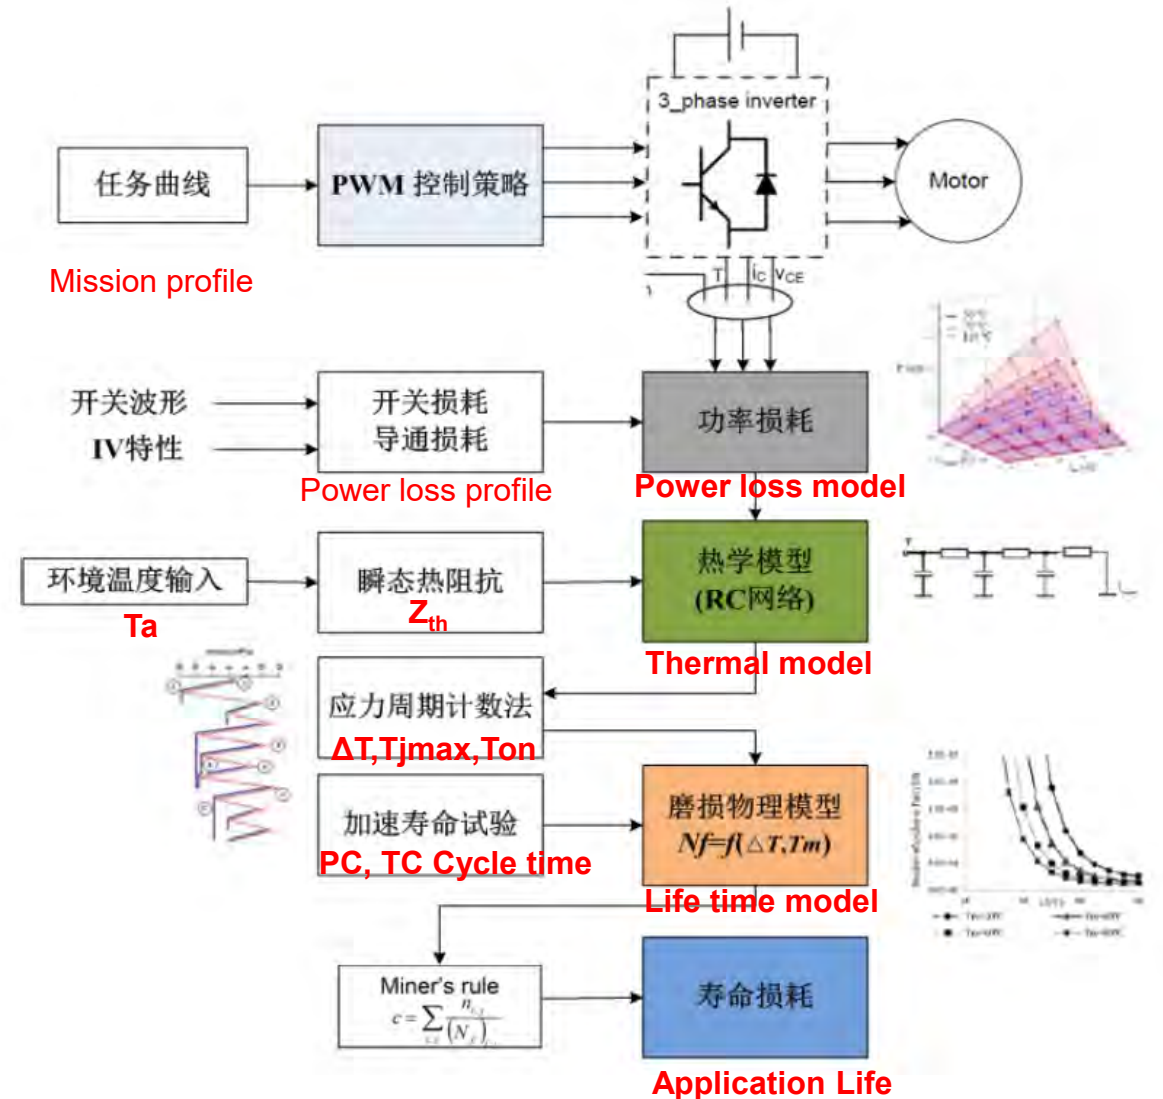 3_phase inverter
任务曲线
PWM 控制策略
Motor
Mission profile
T
iC
vCE
开关波形
IV特性
开关损耗
导通损耗
功率损耗
Power loss profile
Power loss model
环境温度输入
瞬态热阻抗
热学模型
(RC网络)
Ta
Zth
Thermal model
应力周期计数法
ΔT,Tjmax,Ton
加速寿命试验
PC, TC Cycle time
磨损物理模型
Nf=f(△T,Tm)
Life time model
Miner's rule
寿命损耗
Application Life